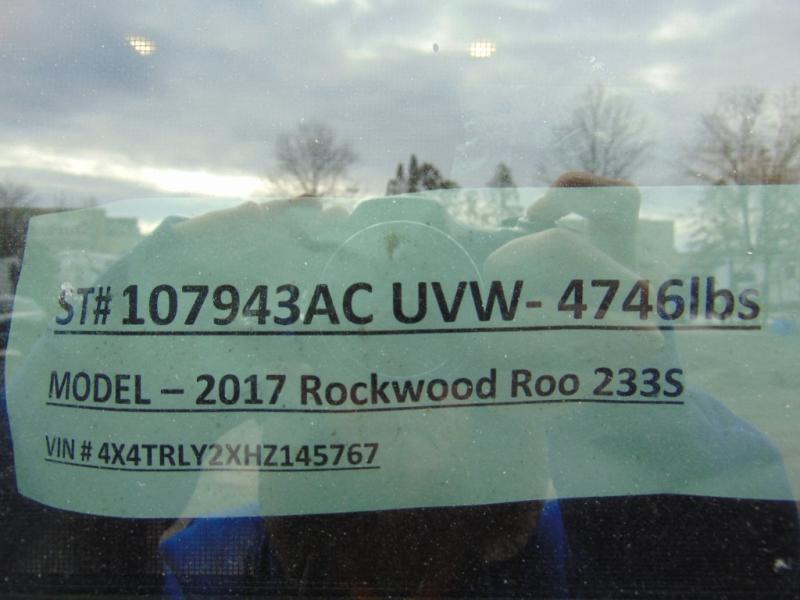 ST# 107943AC UVW- 4746lbs
MODEL – 2017 Rockwood Roo 233S
VIN # 4X4TRLY2XHZ145767